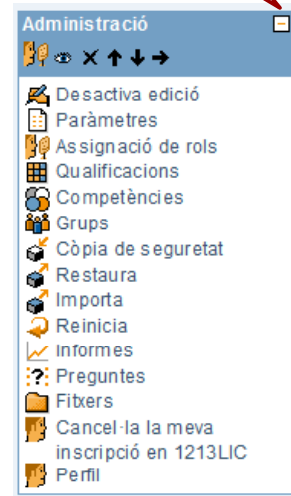 Administració
Desactiva edició
Paràmetres
Assignació de rols
Qualificacions
Competències
Grups
Còpia de seguretat
Restaura
Importa
Reinicia
Informes
Preguntes
Fitxers
Cancel·la la meva
inscripció en 1213LIC
Perfil